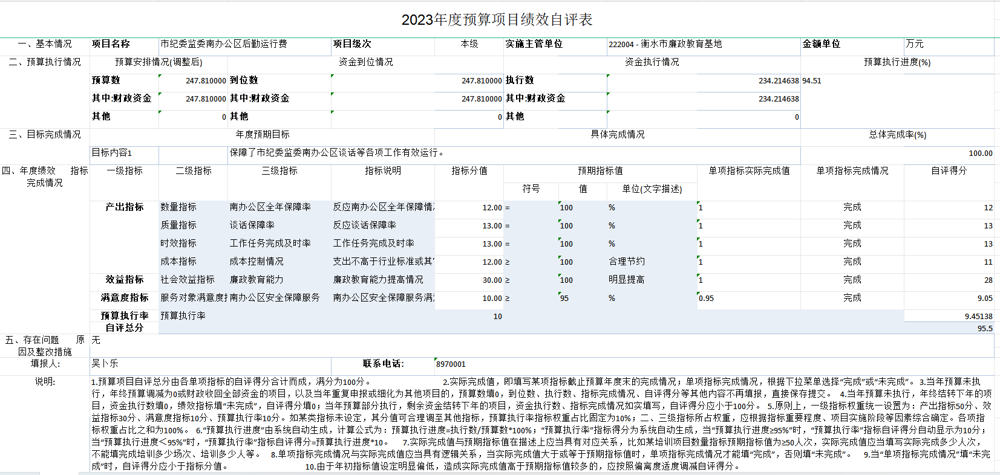 2023年度预算项目绩效自评表
一、基本情况 项目名称 市纪委监委南办公区后勤运行费 项目级次 本级 实施主管单位 222004 - 衡水市廉政教育基地 金额单位 万元
二、预算执行情况 预算安排情况(调整后) 资金到位情况 资金执行情况 预算执行进度(%)
预算数 247.810000 到位数 247.810000 执行数 234.214638 94.51
其中:财政资金 247.810000 其中:财政资金 247.810000 其中:财政资金 234.214638
其他 0 其他 0 其他 0
三、目标完成情况 年度预期目标 具体完成情况 总体完成率(%)
目标内容1 保障了市纪委监委南办公区谈话等各项工作有效运行。 100.00
四、年度绩效 指标完成情况 一级指标 二级指标 三级指标 指标说明 指标分值 预期指标值 单项指标实际完成值 单项指标完成情况 自评得分
符号 值 单位(文字描述)
产出指标 数量指标 南办公区全年保障率 反应南办公区全年保障情 12.00 = 100 % 1 完成 12
质量指标 谈话保障率 反应谈话保障率 13.00 = 100 % 1 完成 13
时效指标 工作任务完成及时率 工作任务完成及时率 13.00 = 100 % 1 完成 13
成本指标 成本控制情况 支出不高于行业标准或其 12.00 ≥ 100 合理节约 1 完成 11
效益指标 社会效益指标 廉政教育能力 廉政教育能力提高情况 30.00 ≥ 100 明显提高 1 完成 28
满意度指标 服务对象满意度 南办公区安全保障服务 南办公区安全保障服务满 10.00 ≥ 95 % 0.95 完成 9.05
预算执行率 预算执行率 10 9.45138
自评总分 95.5
五、存在问题 原因及整改措施 无
填报人: 吴卜乐 联系电话: 8970001
说明: 1.预算项目自评总分由各单项指标的自评得分合计而成，满分为100分。 2.实际完成值，即填写某项指标截止预算年度末的完成情况；单项指标完成情况，根据下拉菜单选择“完成”或“未完成”。 3.当年预算未执
行，年终预算调减为0或财政收回全部资金的项目，以及当年重复申报或细化为其他项目的，预算数填0，到位数、执行数、指标完成情况、自评得分等其他内容不再填报，直接保存提交。 4.当年预算未执行，年终结转下年的项
目，资金执行数填0，绩效指标填“未完成”，自评得分填0；当年预算部分执行，剩余资金结转下年的项目，资金执行数、指标完成情况如实填写，自评得分应小于100分。 5.原则上，一级指标权重统一设置为：产出指标50分、效
益指标30分、满意度指标10分、预算执行率10分。如某类指标未设定，其分值可合理调至其他指标，预算执行率指标权重占比固定为10%；二、三级指标所占权重，应根据指标重要程度、项目实施阶段等因素综合确定。各项指
标权重占比之和为100%。 6.“预算执行进度”由系统自动生成，计算公式为：预算执行进度=执行数/预算数*100%；“预算执行率”指标得分为系统自动生成，当“预算执行进度≥95%”时，“预算执行率”指标自评得分自动显示为10分；
当“预算执行进度＜95%”时，“预算执行率”指标自评得分=预算执行进度*10。 7.实际完成值与预期指标值在描述上应当具有对应关系，比如某培训项目数量指标预期指标值为≥50人次，实际完成值应当填写实际完成多少人次，
不能填完成培训多少场次、培训多少人等。 8.单项指标完成情况与实际完成值应当具有逻辑关系，当实际完成值大于或等于预期指标值时，单项指标完成情况才能填“完成”，否则填“未完成”。 9.当“单项指标完成情况”填“未完
成”时，自评得分应小于指标分值。 10.由于年初指标值设定明显偏低，造成实际完成值高于预期指标值较多的，应按照偏离度适度调减自评得分。